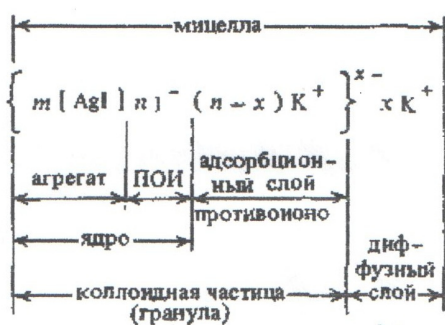 мицелла
{ m [ AgI ] n I⁻ (n − x) K⁺ }ˣ⁻ x K⁺
агрегат ПОИ адсорбцион-
ный слой
противоионо
ядро
диф-
фузный
слой
коллоидная частица
(гранула)